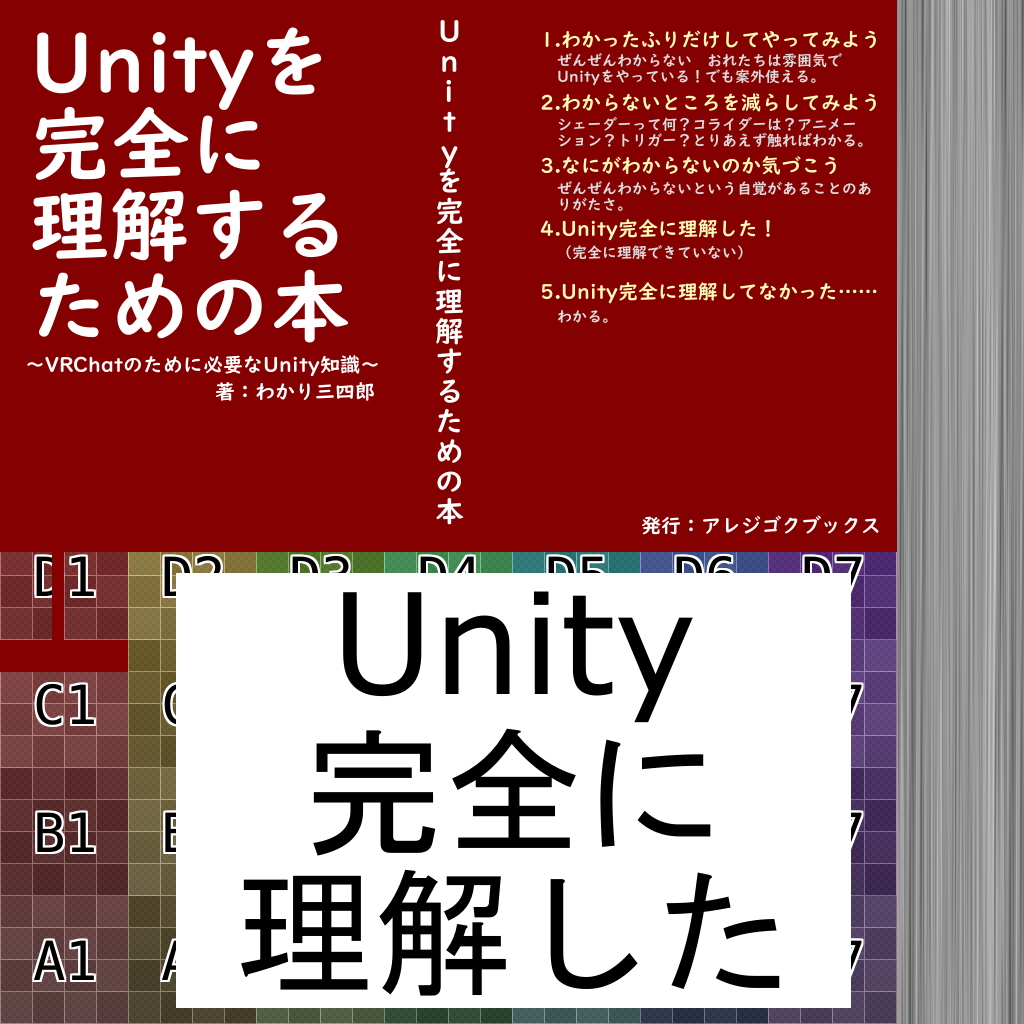 Unityを
完全に
理解する
ための本
～VRChatのために必要なUnity知識～
著：わかり三四郎
Unityを完全に理解するための本
1.わかったふりだけしてやってみよう
ぜんぜんわからない　おれたちは雰囲気で
Unityをやっている！でも案外使える。
2.わからないところを減らしてみよう
シェーダーって何？コライダーは？アニメー
ション？トリガー？とりあえず触ればわかる。
3.なにがわからないのか気づこう
ぜんぜんわからないという自覚があることのあ
りがたさ。
4.Unity完全に理解した！
（完全に理解できていない）
5.Unity完全に理解してなかった……
わかる。
発行：アレジゴクブックス
D1 D2 D3 D4 D5 D6 D7
C1
B1
A1
Unity
完全に
理解した